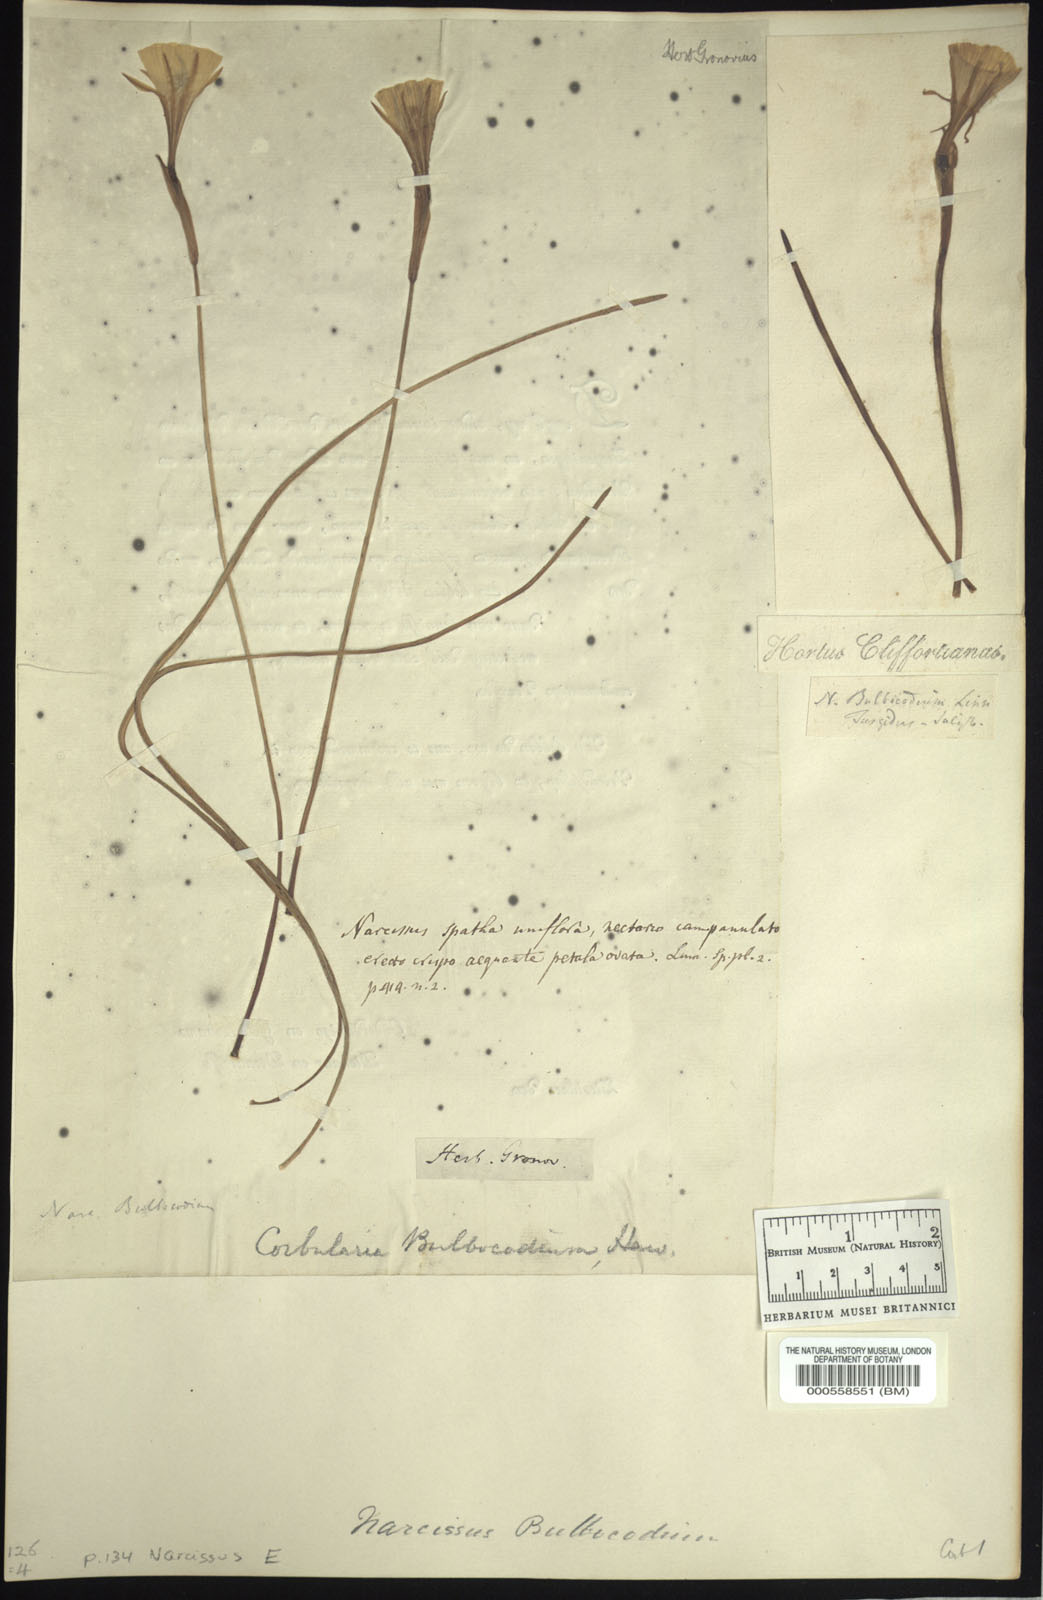 Herb Gronovius
Hortus Cliffortianus.
N. Bulbocodium Linn
Turgidus - Salisb.
Narcissus spatha uniflora, nectario campanulato
erecto crispo aequante petala ovata. Linn. Sp. pl. 2.
p. 414. n. 2.
Herb. Gronov.
Narc. Bulbocodium
Corbularia Bulbocodium, Haw.
1 2
BRITISH MUSEUM (NATURAL HISTORY)
1 2 3 4 5
HERBARIUM MUSEI BRITANNICI
THE NATURAL HISTORY MUSEUM, LONDON
DEPARTMENT OF BOTANY
000558551 (BM)
Narcissus Bulbocodium
126
:4
p.134 Narcissus E